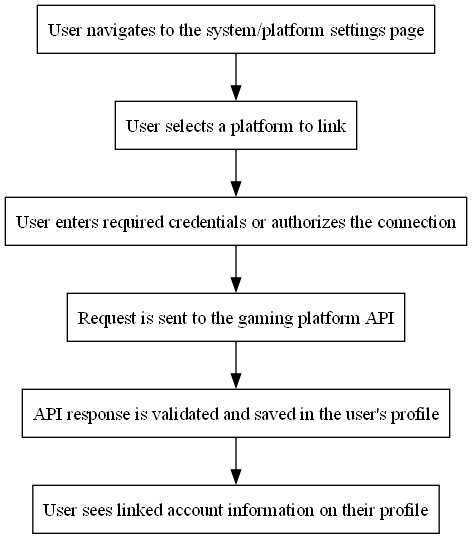 User navigates to the system/platform settings page
User selects a platform to link
User enters required credentials or authorizes the connection
Request is sent to the gaming platform API
API response is validated and saved in the user's profile
User sees linked account information on their profile